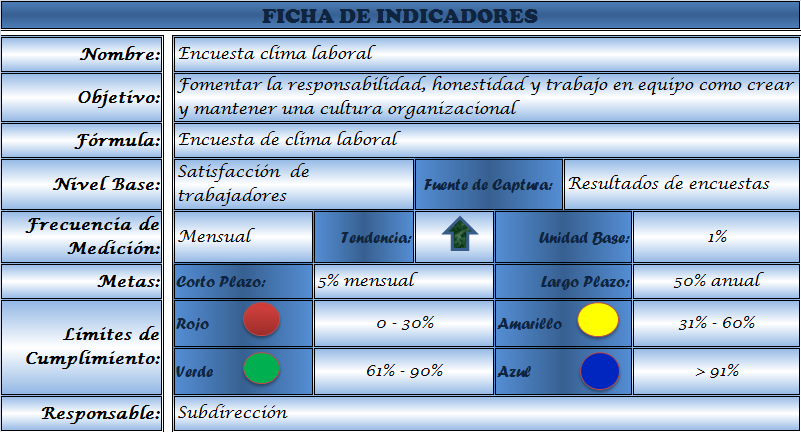 FICHA DE INDICADORES
Nombre: Encuesta clima laboral
Objetivo: Fomentar la responsabilidad, honestidad y trabajo en equipo como crear
y mantener una cultura organizacional
Fórmula: Encuesta de clima laboral
Nivel Base: Satisfacción de
trabajadores
Fuente de Captura: Resultados de encuestas
Frecuencia de
Medición: Mensual Tendencia: Unidad Base: 1%
Metas: Corto Plazo: 5% mensual Largo Plazo: 50% anual
Límites de
Cumplimiento:
Rojo 0 - 30% Amarillo 31% - 60%
Verde 61% - 90% Azul > 91%
Responsable: Subdirección